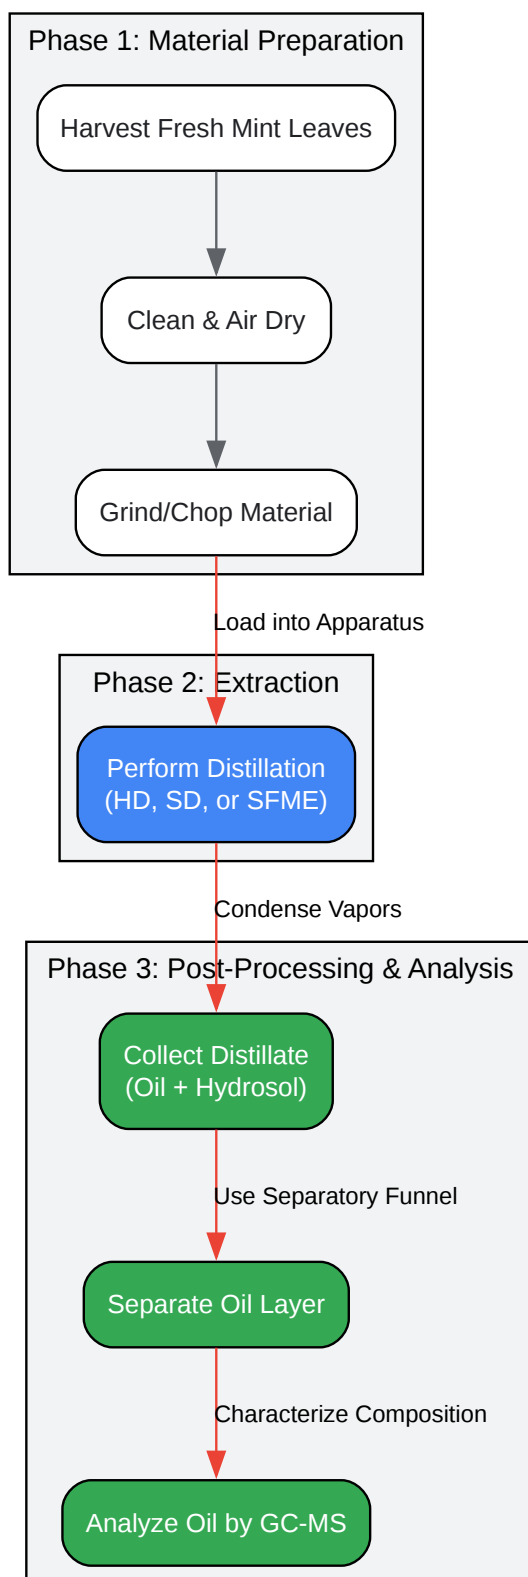 Phase 1: Material Preparation
Harvest Fresh Mint Leaves
Clean & Air Dry
Grind/Chop Material
Load into Apparatus
Phase 2: Extraction
Perform Distillation
(HD, SD, or SFME)
Condense Vapors
Phase 3: Post-Processing & Analysis
Collect Distillate
(Oil + Hydrosol)
Use Separatory Funnel
Separate Oil Layer
Characterize Composition
Analyze Oil by GC-MS